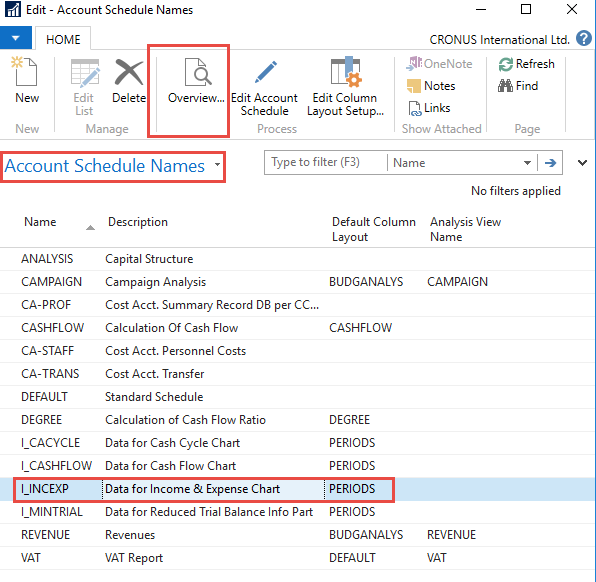 Edit - Account Schedule Names
HOME
CRONUS International Ltd. ?
New
Edit List
Delete
Overview...
Edit Account Schedule
Edit Column Layout Setup...
OneNote
Notes
Links
Refresh
Find
New
Manage
Process
Show Attached
Page
Account Schedule Names
Type to filter (F3)
Name
No filters applied
Name Description Default Column Layout Analysis View Name
ANALYSIS Capital Structure
CAMPAIGN Campaign Analysis BUDGANALYS CAMPAIGN
CA-PROF Cost Acct. Summary Record DB per CC...
CASHFLOW Calculation Of Cash Flow CASHFLOW
CA-STAFF Cost Acct. Personnel Costs
CA-TRANS Cost Acct. Transfer
DEFAULT Standard Schedule
DEGREE Calculation of Cash Flow Ratio DEGREE
I_CACYCLE Data for Cash Cycle Chart PERIODS
I_CASHFLOW Data for Cash Flow Chart PERIODS
I_INCEXP Data for Income & Expense Chart PERIODS
I_MINTRIAL Data for Reduced Trial Balance Info Part PERIODS
REVENUE Revenues BUDGANALYS REVENUE
VAT VAT Report DEFAULT VAT